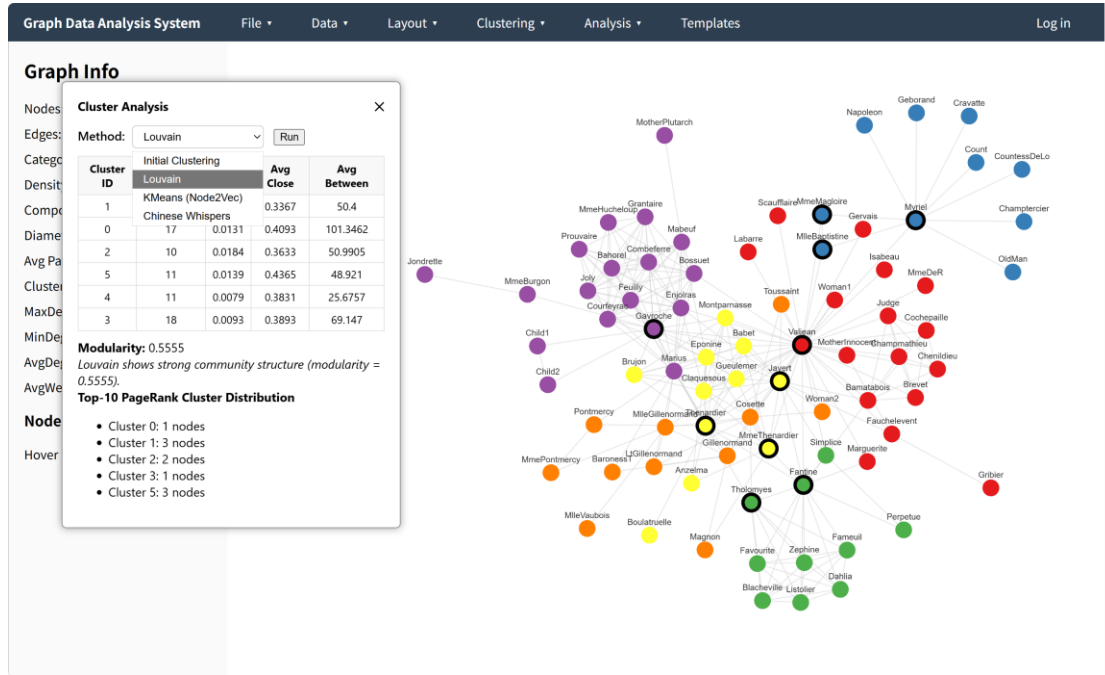 Graph Data Analysis System File ▾ Data ▾ Layout ▾ Clustering ▾ Analysis ▾ Templates Log in
Graph Info
Nodes
Edges:
Catego
Densit
Compo
Diame
Avg Pa
Cluster
MaxDe
MinDe
AvgDe
AvgWe
Node
Hover
Cluster Analysis ×
Method: Louvain Run
Initial Clustering
Louvain
KMeans (Node2Vec)
Chinese Whispers
Cluster ID Avg Close Avg Between
1 0.3367 50.4
0 17 0.0131 0.4093 101.3462
2 10 0.0184 0.3633 50.9905
5 11 0.0139 0.4365 48.921
4 11 0.0079 0.3831 25.6757
3 18 0.0093 0.3893 69.147
Modularity: 0.5555
Louvain shows strong community structure (modularity =
0.5555).
Top-10 PageRank Cluster Distribution
• Cluster 0: 1 nodes
• Cluster 1: 3 nodes
• Cluster 2: 2 nodes
• Cluster 3: 1 nodes
• Cluster 5: 3 nodes
MotherPlutarch
Napoleon
Geborand
Cravatte
Count
CountessDeLo
Champtercier
OldMan
Myriel
MmeMagloire
MlleBaptistine
Scaufflaire
Gervais
Labarre
Isabeau
MmeDeR
Woman1
Judge
Cochepaille
Toussaint
Valjean
MotherInnocent
Champmathieu
Chenildieu
Bamatabois
Brevet
Fauchelevent
Marguerite
Gribier
MmeHucheloup
Grantaire
Mabeuf
Prouvaire
Bahorel
Combeferre
Bossuet
Joly
Feuilly
Enjolras
Courfeyrac
Gavroche
Jondrette
MmeBurgon
Child1
Child2
Marius
Montparnasse
Eponine
Babet
Brujon
Gueulemer
Claquesous
Javert
Thenardier
Cosette
Woman2
Pontmercy
MlleGillenormand
MmePontmercy
BaronessT
LtGillenormand
Gillenormand
MmeThenardier
Simplice
Anzelma
Fantine
Tholomyes
MlleVaubois
Boulatruelle
Magnon
Perpetue
Favourite
Zephine
Fameuil
Dahlia
Blacheville
Listolier